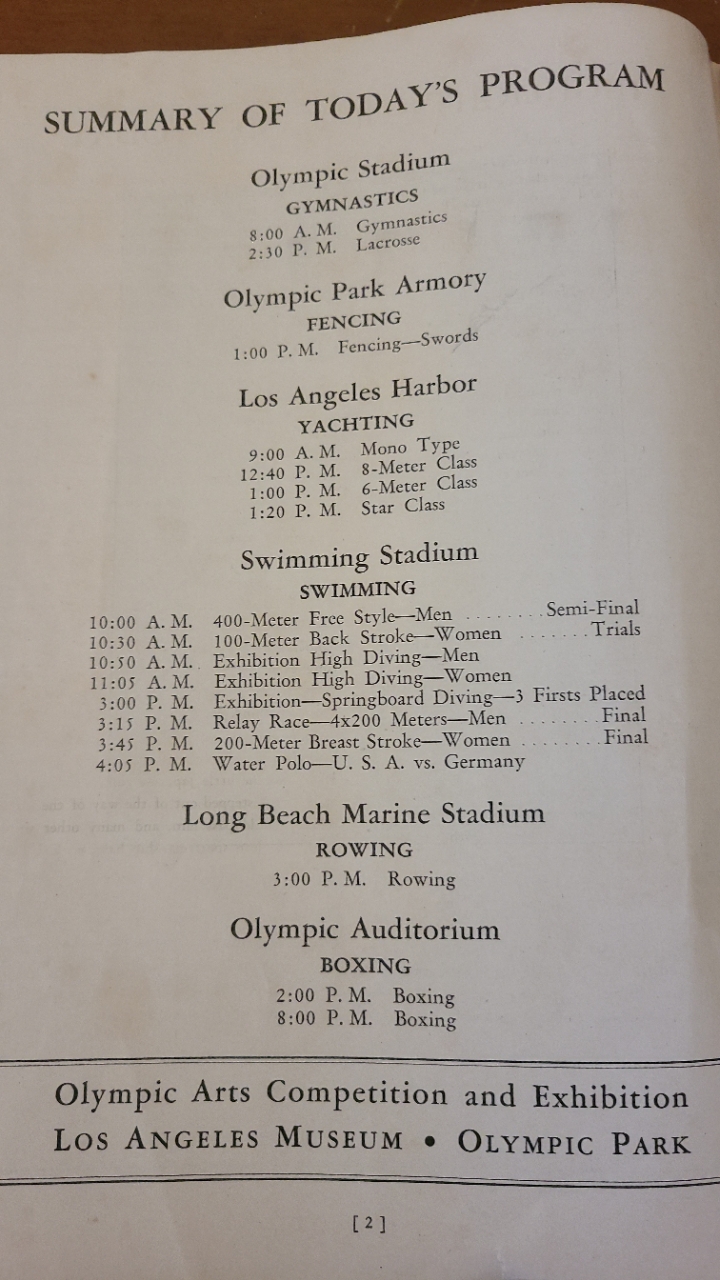 SUMMARY OF TODAY'S PROGRAM
Olympic Stadium
GYMNASTICS
8:00 A. M. Gymnastics
2:30 P. M. Lacrosse
Olympic Park Armory
FENCING
1:00 P. M. Fencing—Swords
Los Angeles Harbor
YACHTING
9:00 A. M. Mono Type
12:40 P. M. 8-Meter Class
1:00 P. M. 6-Meter Class
1:20 P. M. Star Class
Swimming Stadium
SWIMMING
10:00 A. M. 400-Meter Free Style—Men ........ Semi-Final
10:30 A. M. 100-Meter Back Stroke—Women ....... Trials
10:50 A. M. Exhibition High Diving—Men
11:05 A. M. Exhibition High Diving—Women
3:00 P. M. Exhibition—Springboard Diving—3 Firsts Placed
3:15 P. M. Relay Race—4x200 Meters—Men ........ Final
3:45 P. M. 200-Meter Breast Stroke—Women ........ Final
4:05 P. M. Water Polo—U. S. A. vs. Germany
Long Beach Marine Stadium
ROWING
3:00 P. M. Rowing
Olympic Auditorium
BOXING
2:00 P. M. Boxing
8:00 P. M. Boxing
Olympic Arts Competition and Exhibition
LOS ANGELES MUSEUM • OLYMPIC PARK
[ 2 ]